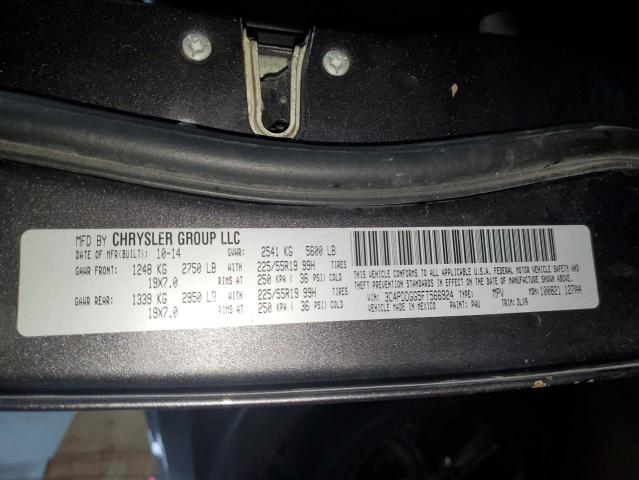 MFD BY CHRYSLER GROUP LLC
DATE OF MFR(BUILT): 10-14 GVWR: 2541 KG 5600 LB
GAWR FRONT: 1248 KG 2750 LB WITH 225/55R19 99H TIRES
19X7.0 RIMS AT 250 KPA ( 36 PSI) COLD
GAWR REAR: 1339 KG 2950 LB WITH 225/55R19 99H TIRES
19X7.0 RIMS AT 250 KPA ( 36 PSI) COLD
THIS VEHICLE CONFORMS TO ALL APPLICABLE U.S.A. FEDERAL MOTOR VEHICLE SAFETY AND
THEFT PREVENTION STANDARDS IN EFFECT ON THE DATE OF MANUFACTURE SHOWN ABOVE.
VIN: 3C4PDDGG5FT566924 TYPE: MPV MDH: 100821 127AA
VEHICLE MADE IN MEXICO PAINT: PAU TRIM: DLX9